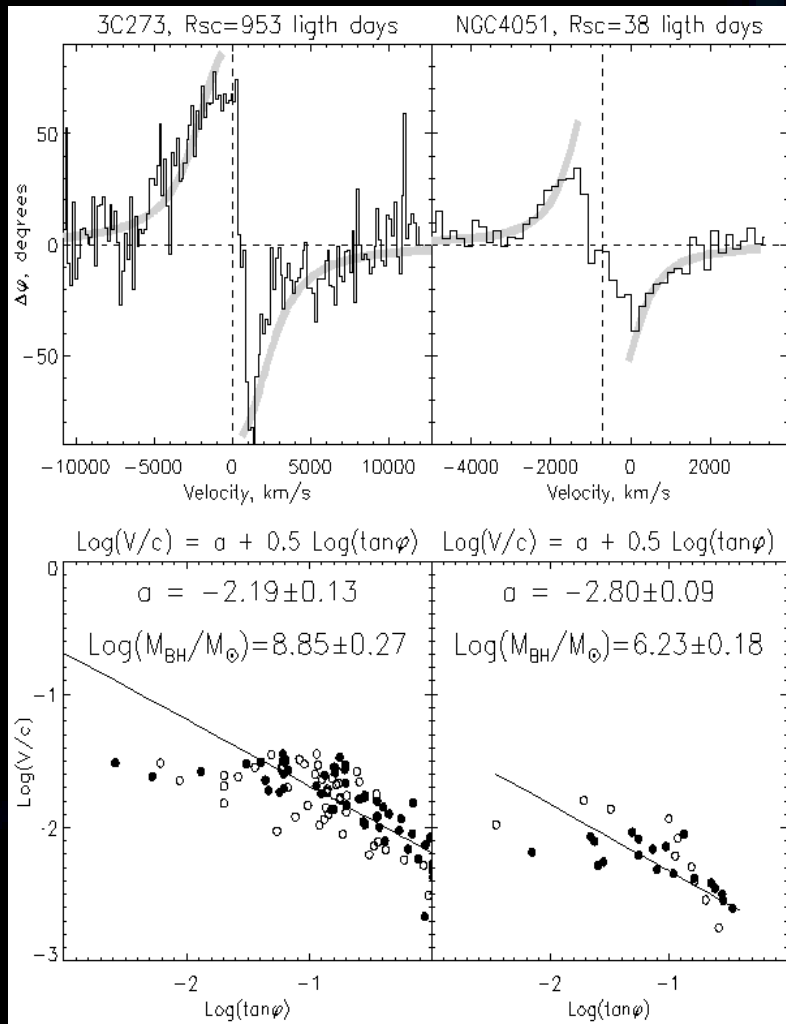 3C273, Rsc=953 ligth days NGC4051, Rsc=38 ligth days
50
0
−50
Δφ, degrees
−10000 −5000 0 5000 10000 −4000 −2000 0 2000
Velocity, km/s Velocity, km/s
Log(V/c) = a + 0.5 Log(tanφ) Log(V/c) = a + 0.5 Log(tanφ)
0
a = −2.19±0.13 a = −2.80±0.09
Log(M_BH/M_⊙)=8.85±0.27 Log(M_BH/M_⊙)=6.23±0.18
−1
Log(V/c)
−2
−3
−2 −1 −2 −1
Log(tanφ) Log(tanφ)